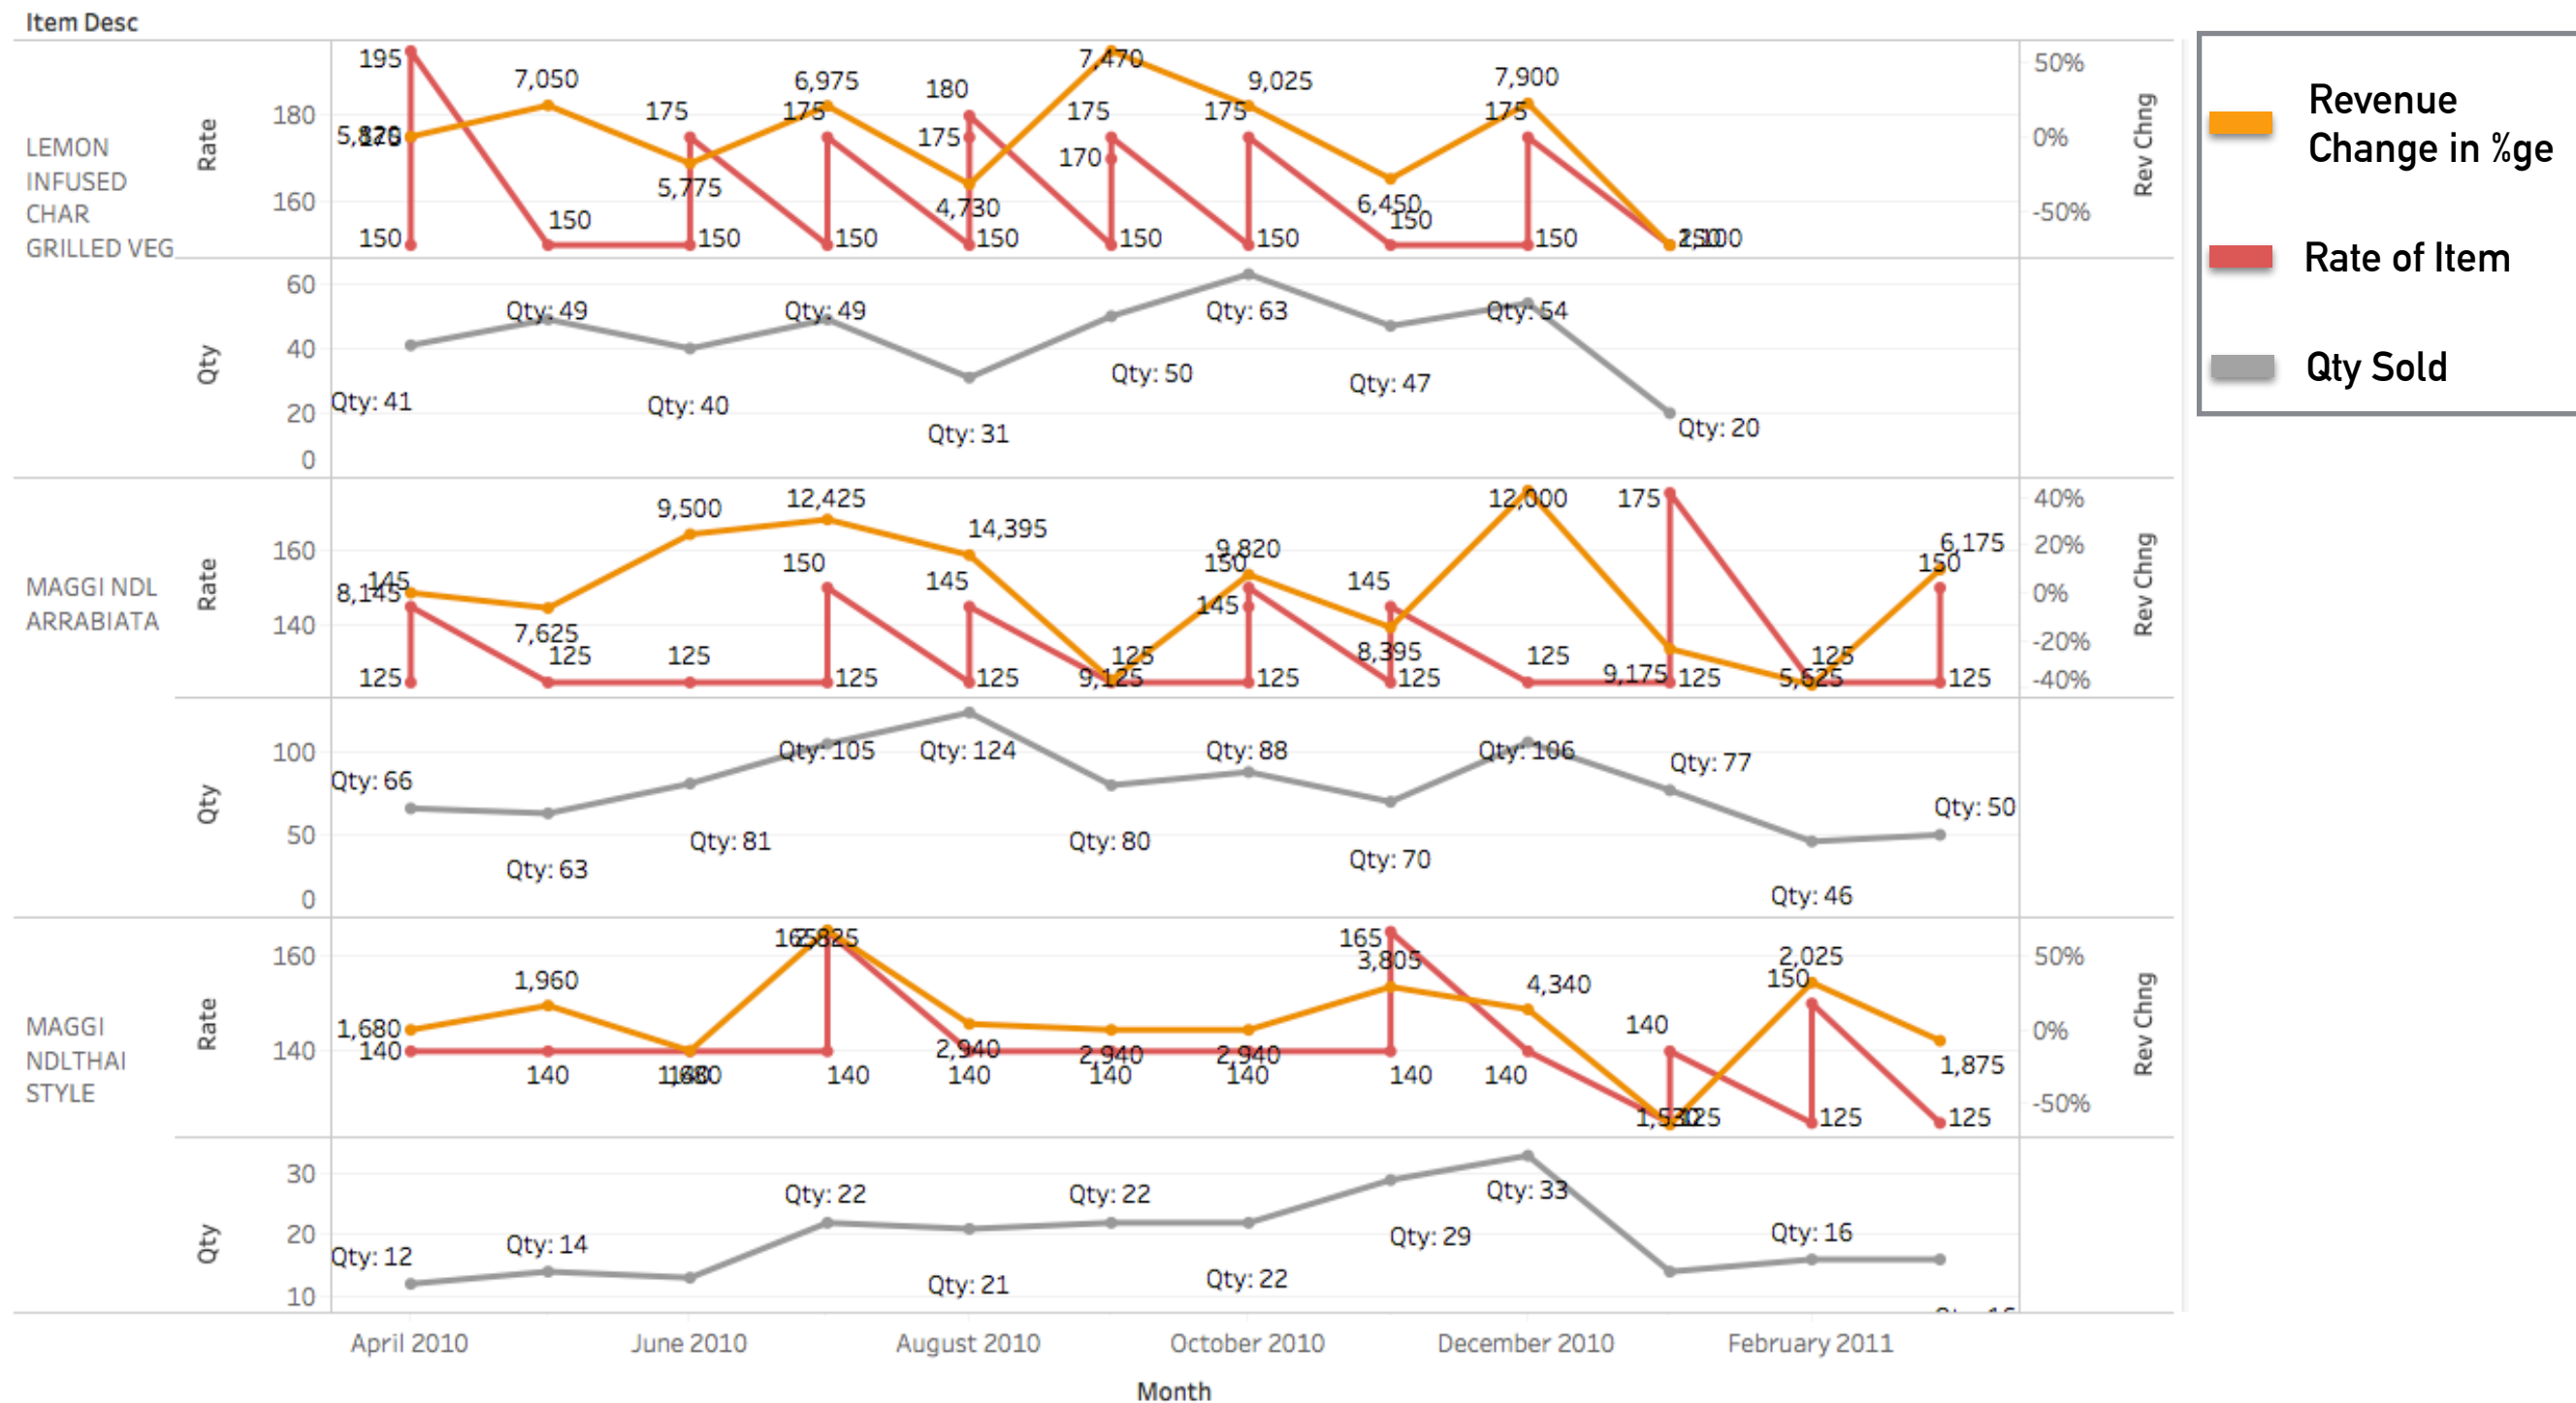 Item Desc
LEMON
INFUSED
CHAR
GRILLED VEG
Rate
180
160
195
150
7,050
150
175
5,775
150
6,975
175
150
180
175
4,730
150
7,470
175
170
150
9,025
175
150
6,450
150
7,900
175
150
50%
0%
-50%
Rev Chng
Qty
60
40
20
0
Qty: 41
Qty: 49
Qty: 40
Qty: 49
Qty: 31
Qty: 50
Qty: 63
Qty: 47
Qty: 54
Qty: 20
MAGGI NDL
ARRABIATA
Rate
160
140
145
8,145
125
7,625
125
9,500
125
12,425
150
125
14,395
145
125
125
9,125
9,820
150
145
125
145
8,395
125
12,000
125
175
9,175
125
125
5,625
6,175
150
125
40%
20%
0%
-20%
-40%
Rev Chng
Qty
100
50
0
Qty: 66
Qty: 63
Qty: 81
Qty: 105
Qty: 124
Qty: 80
Qty: 88
Qty: 70
Qty: 106
Qty: 77
Qty: 46
Qty: 50
MAGGI
NDLTHAI
STYLE
Rate
160
140
1,680
140
1,960
140
140
2,940
140
2,940
140
2,940
140
165
3,805
140
4,340
140
140
2,025
150
125
1,875
125
50%
0%
-50%
Rev Chng
Qty
30
20
10
Qty: 12
Qty: 14
Qty: 22
Qty: 21
Qty: 22
Qty: 22
Qty: 29
Qty: 33
Qty: 16
April 2010
June 2010
August 2010
October 2010
December 2010
February 2011
Month
Revenue
Change in %ge
Rate of Item
Qty Sold